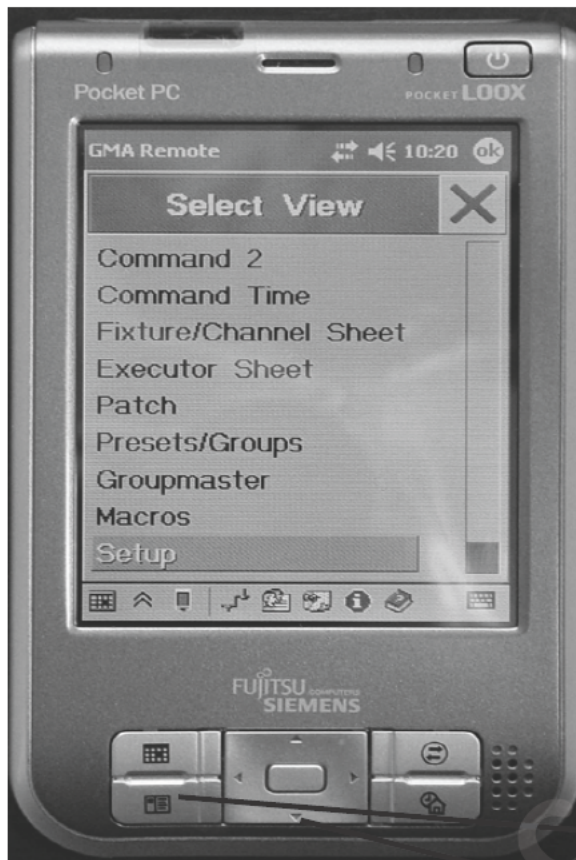 Pocket PC
POCKET LOOX
GMA Remote 10:20 ok
Select View
Command 2
Command Time
Fixture/Channel Sheet
Executor Sheet
Patch
Presets/Groups
Groupmaster
Macros
Setup
FUJITSU COMPUTERS
SIEMENS